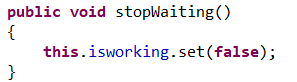 public void stopWaiting()
{
    this.isworking.set(false);
}